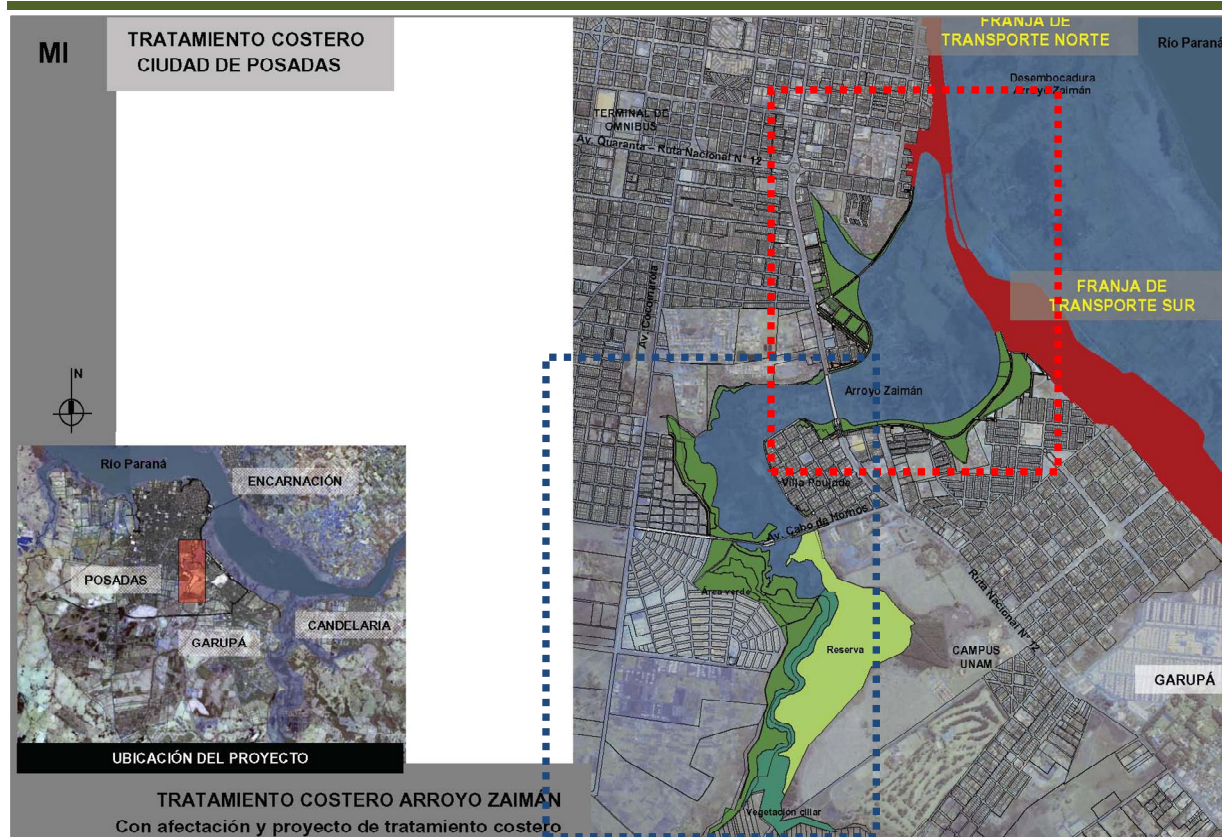 MI
TRATAMIENTO COSTERO
CIUDAD DE POSADAS
N
Río Paraná
ENCARNACIÓN
POSADAS
GARUPÁ
CANDELARIA
UBICACIÓN DEL PROYECTO
TRATAMIENTO COSTERO ARROYO ZAIMÁN
Con afectación y proyecto de tratamiento costero
FRANJA DE
TRANSPORTE NORTE
Río Paraná
Desembocadura
Arroyo Zaimán
TERMINAL DE
OMNIBUS
Av. Quaranta – Ruta Nacional N° 12
FRANJA DE
TRANSPORTE SUR
Av. Cocomarola
Arroyo Zaimán
Villa Poujade
Av. Cabo de Hornos
Área verde
Reserva
CAMPUS
UNAM
Ruta Nacional N° 12
GARUPÁ
Vegetación ciliar